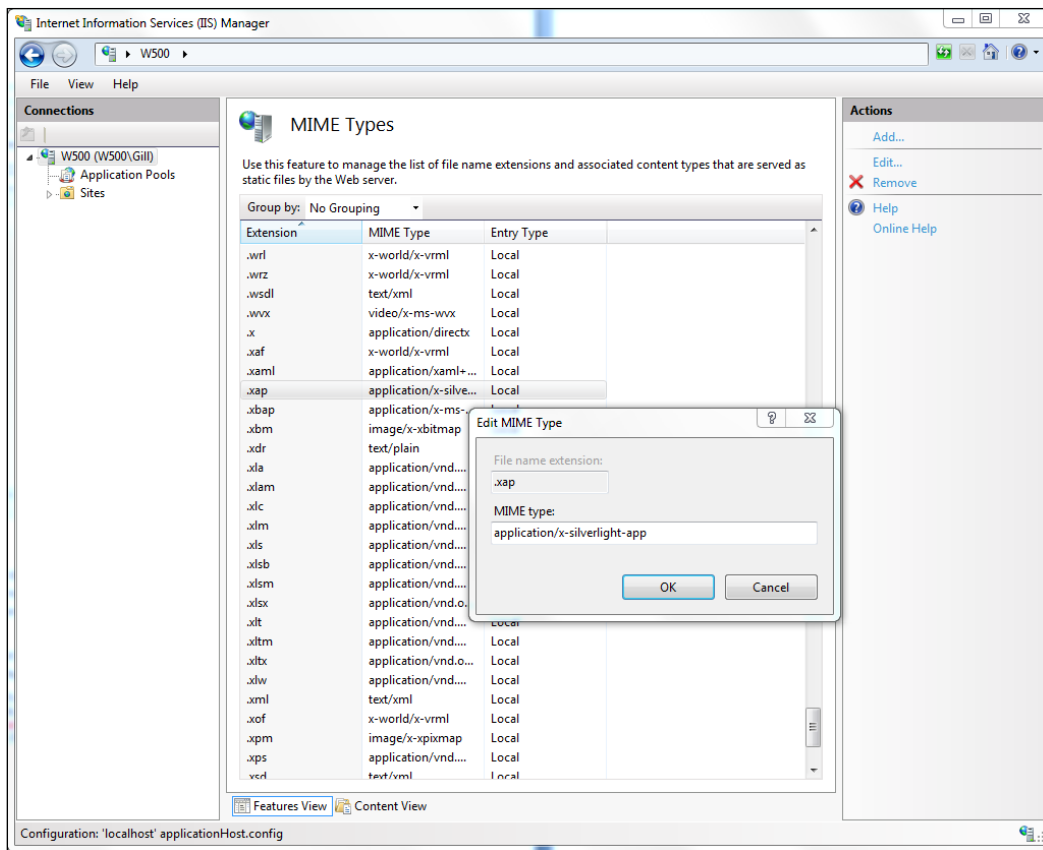 Internet Information Services (IIS) Manager
W500
File View Help
Connections
W500 (W500\Gill)
Application Pools
Sites
MIME Types
Use this feature to manage the list of file name extensions and associated content types that are served as
static files by the Web server.
Group by: No Grouping
Extension MIME Type Entry Type
.wrl x-world/x-vrml Local
.wrz x-world/x-vrml Local
.wsdl text/xml Local
.wvx video/x-ms-wvx Local
.x application/directx Local
.xaf x-world/x-vrml Local
.xaml application/xaml+... Local
.xap application/x-silve... Local
.xbap application/x-ms-...
.xbm image/x-xbitmap
.xdr text/plain
.xla application/vnd....
.xlam application/vnd....
.xlc application/vnd....
.xlm application/vnd....
.xls application/vnd....
.xlsb application/vnd....
.xlsm application/vnd....
.xlsx application/vnd.o...
.xlt application/vnd.... Local
.xltm application/vnd.... Local
.xltx application/vnd.o... Local
.xlw application/vnd.... Local
.xml text/xml Local
.xof x-world/x-vrml Local
.xpm image/x-xpixmap Local
.xps application/vnd.... Local
.xsd text/xml Local
Edit MIME Type
File name extension:
.xap
MIME type:
application/x-silverlight-app
OK Cancel
Features View Content View
Actions
Add...
Edit...
Remove
Help
Online Help
Configuration: 'localhost' applicationHost.config